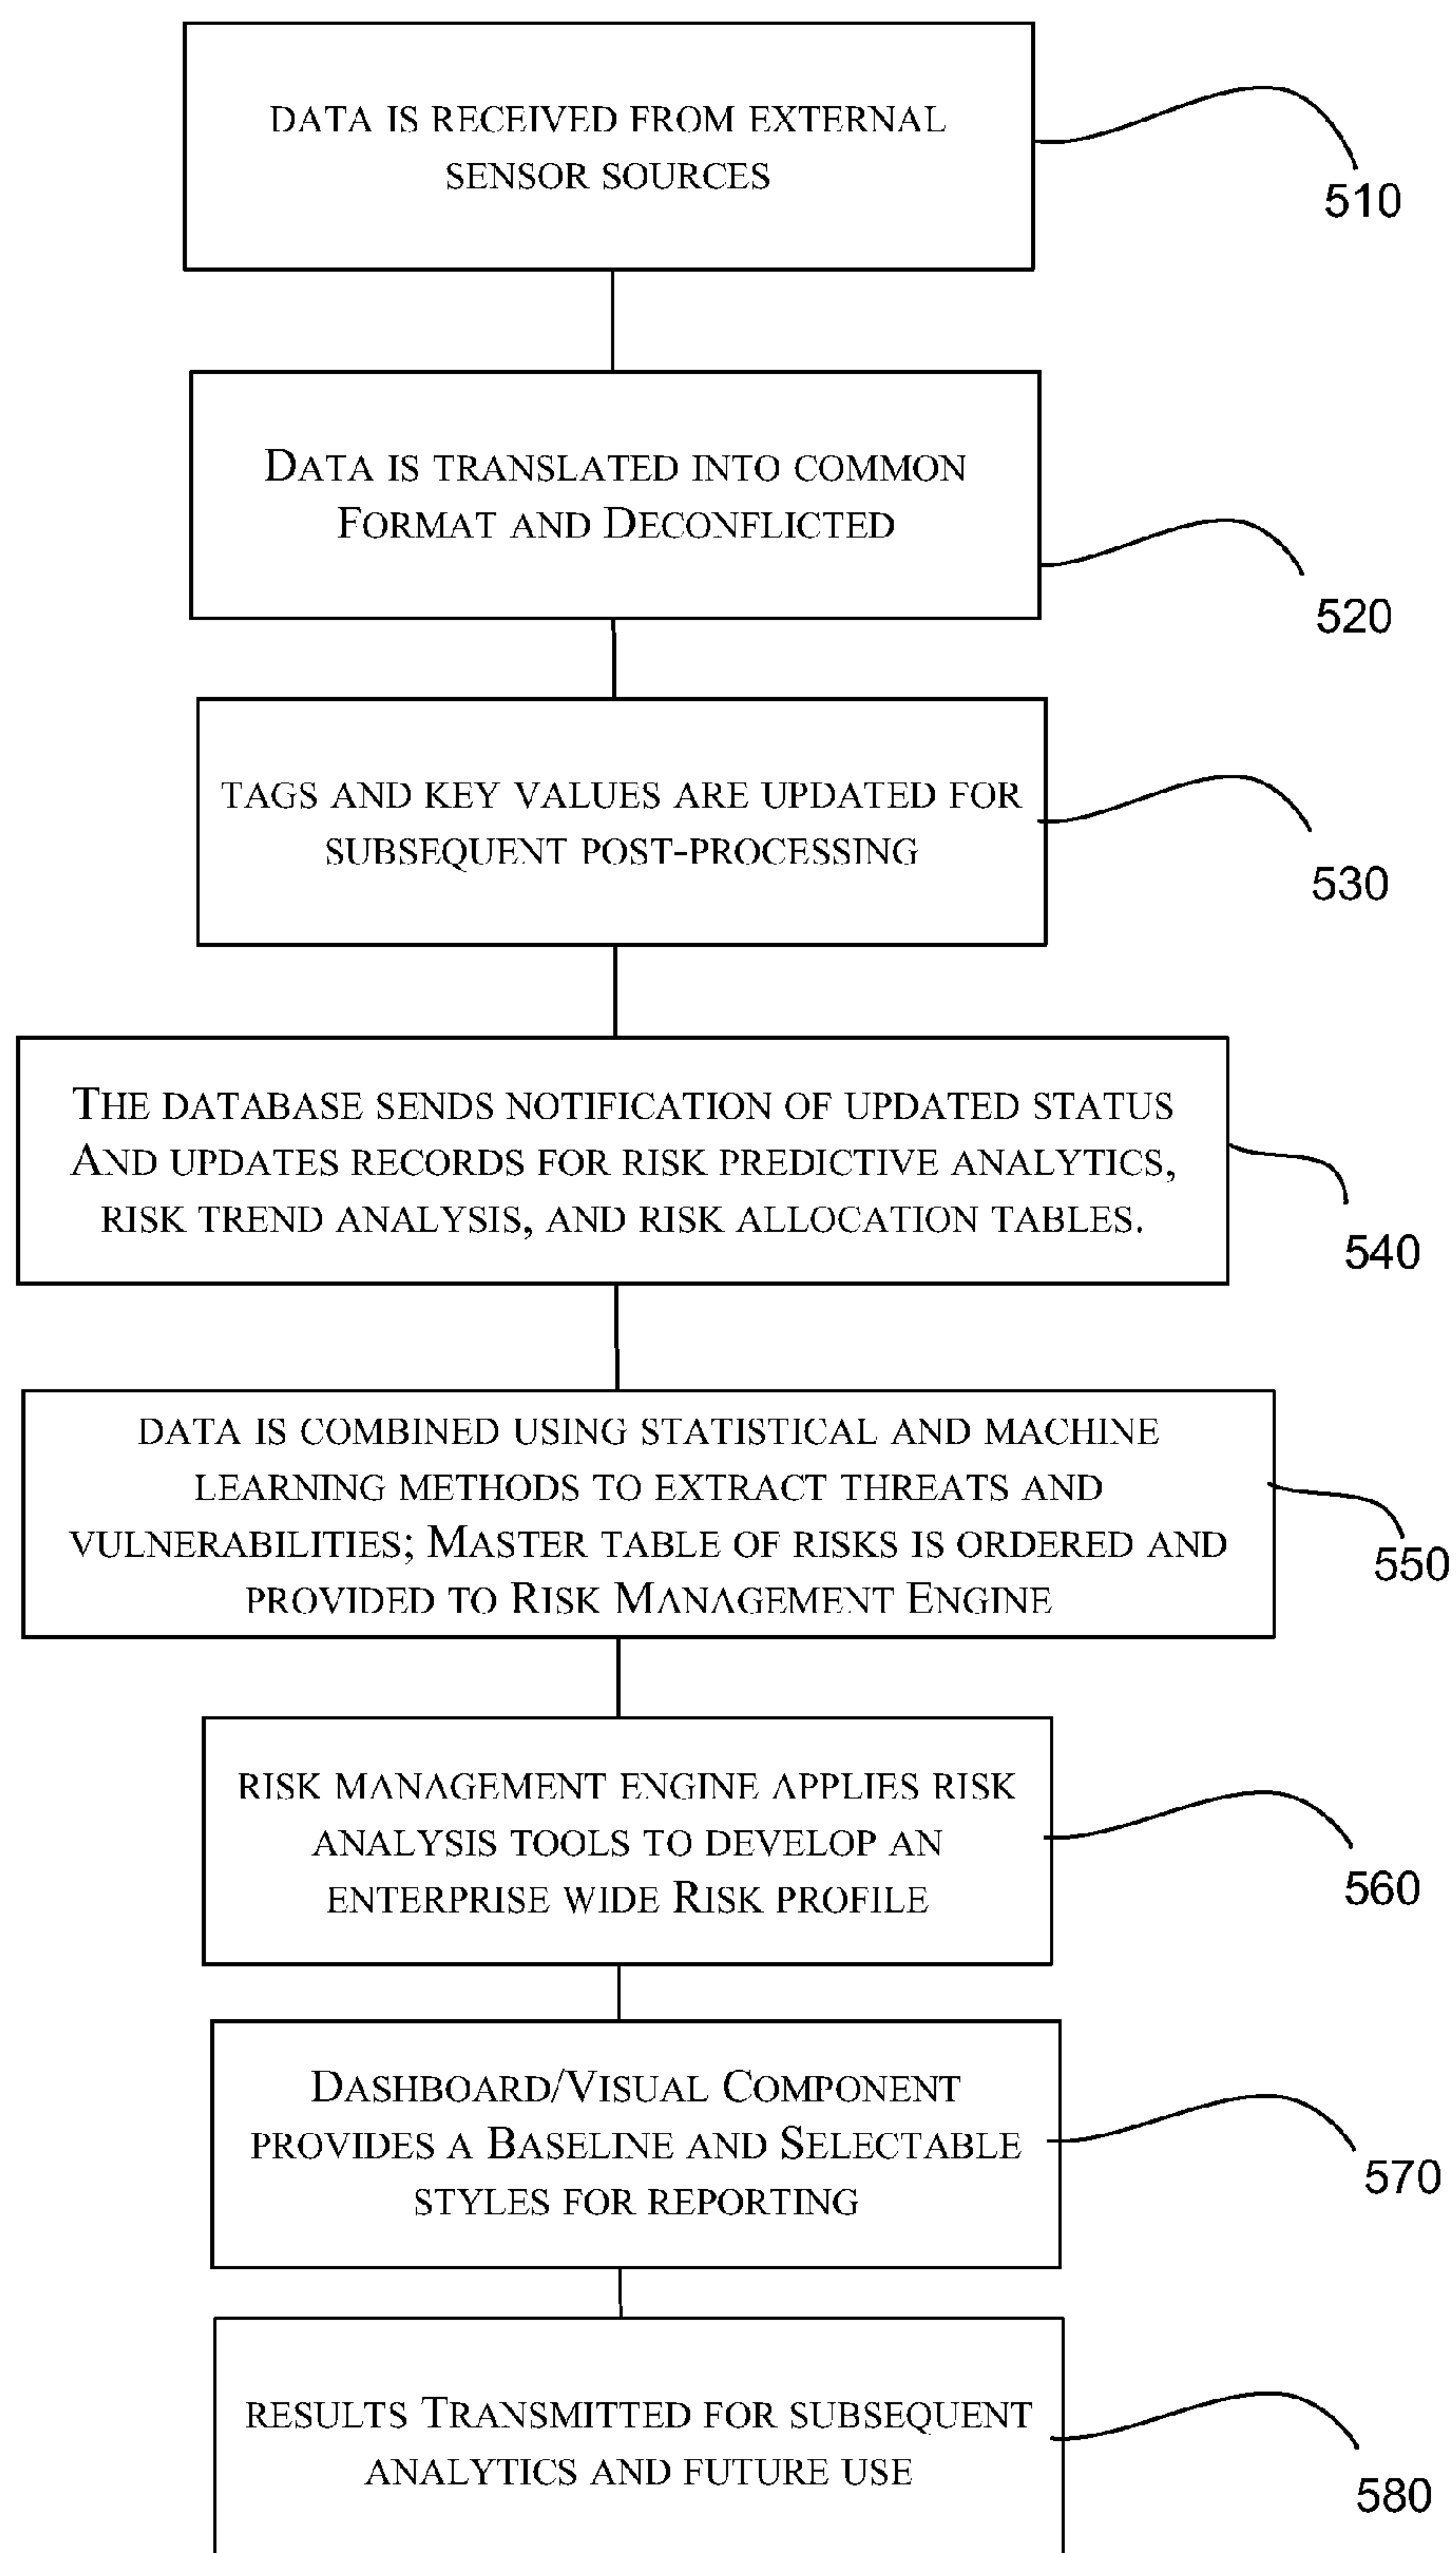 DATA IS RECEIVED FROM EXTERNAL
SENSOR SOURCES
510
DATA IS TRANSLATED INTO COMMON
FORMAT AND DECONFLICTED
520
TAGS AND KEY VALUES ARE UPDATED FOR
SUBSEQUENT POST-PROCESSING
530
THE DATABASE SENDS NOTIFICATION OF UPDATED STATUS
AND UPDATES RECORDS FOR RISK PREDICTIVE ANALYTICS,
RISK TREND ANALYSIS, AND RISK ALLOCATION TABLES.
540
DATA IS COMBINED USING STATISTICAL AND MACHINE
LEARNING METHODS TO EXTRACT THREATS AND
VULNERABILITIES; MASTER TABLE OF RISKS IS ORDERED AND
PROVIDED TO RISK MANAGEMENT ENGINE
550
RISK MANAGEMENT ENGINE APPLIES RISK
ANALYSIS TOOLS TO DEVELOP AN
ENTERPRISE WIDE RISK PROFILE
560
DASHBOARD/VISUAL COMPONENT
PROVIDES A BASELINE AND SELECTABLE
STYLES FOR REPORTING
570
RESULTS TRANSMITTED FOR SUBSEQUENT
ANALYTICS AND FUTURE USE
580